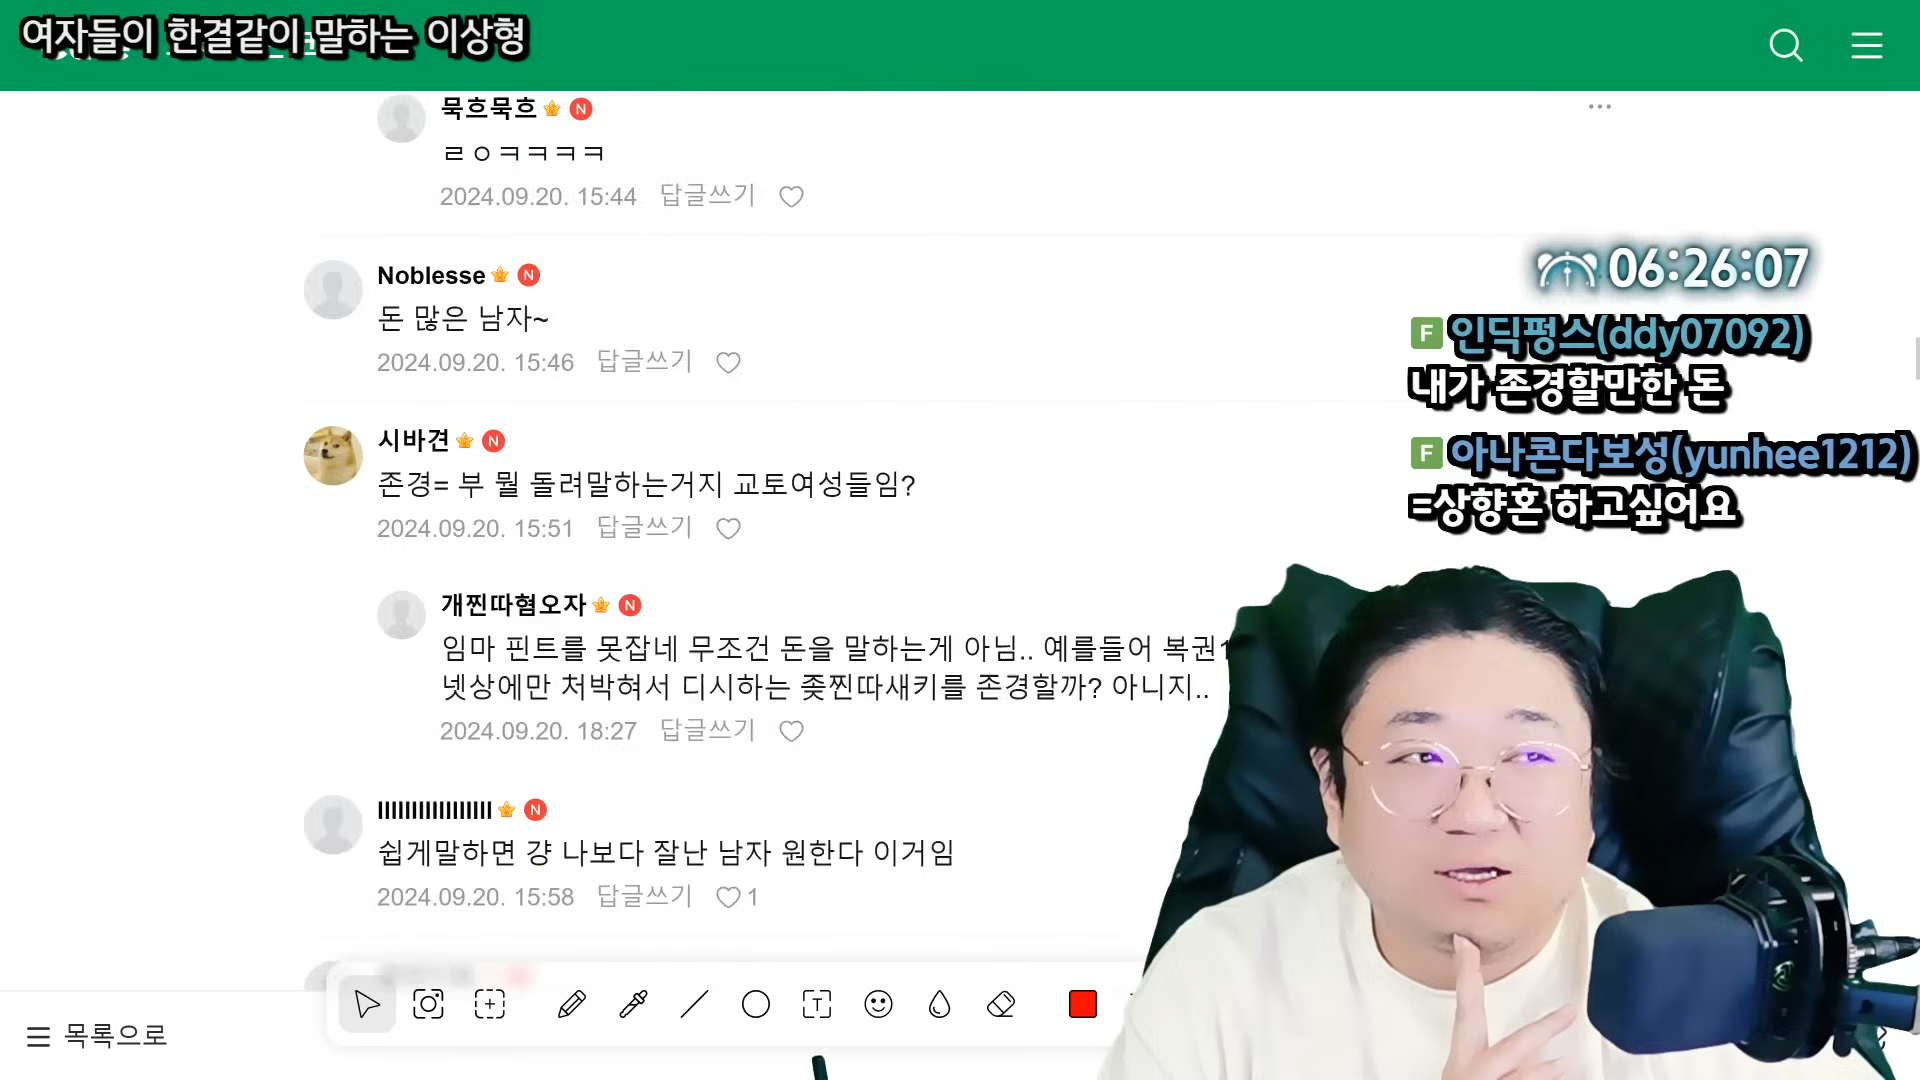 여자들이 한결같이 말하는 이상형
묵흐묵흐 N
ㄹㅇㅋㅋㅋㅋ
2024.09.20. 15:44 답글쓰기
Noblesse N
돈 많은 남자~
2024.09.20. 15:46 답글쓰기
시바견 N
존경= 부 뭘 돌려말하는거지 교토여성들임?
2024.09.20. 15:51 답글쓰기
개찐따혐오자 N
임마 핀트를 못잡네 무조건 돈을 말하는게 아님.. 예를들어 복권1
넷상에만 처박혀서 디시하는 좆찐따새키를 존경할까? 아니지..
2024.09.20. 18:27 답글쓰기
llllllllllllllllll N
쉽게말하면 걍 나보다 잘난 남자 원한다 이거임
2024.09.20. 15:58 답글쓰기 1
목록으로
T
06:26:07
F 인딕펑스(ddy07092)
내가 존경할만한 돈
F 아나콘다보성(yunhee1212)
=상향혼 하고싶어요